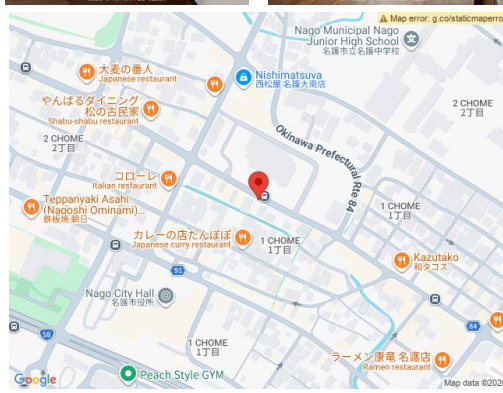 Map error: g.co/staticmaperro
Nago Municipal Nago
Junior High School
名護市立名護中学校
大麦の番人
Japanese restaurant
Nishimatsuya
西松屋 名護大南店
やんばるダイニング
松の古民家
Shabu-shabu restaurant
2 CHOME
2丁目
Okinawa Prefectural Rte 84
2 CHOME
2丁目
コローレ
Italian restaurant
Teppanyaki Asahi
(Nagoshi Ominami)...
鉄板焼 朝日
1 CHOME
1丁目
カレーの店たんぽぽ
Japanese curry restaurant
1 CHOME
1丁目
Kazutako
和タコス
91
Nago City Hall
名護市役所
58
84
1 CHOME
1丁目
ラーメン康竜 名護店
Ramen restaurant
Peach Style GYM
Google
Map data ©2026